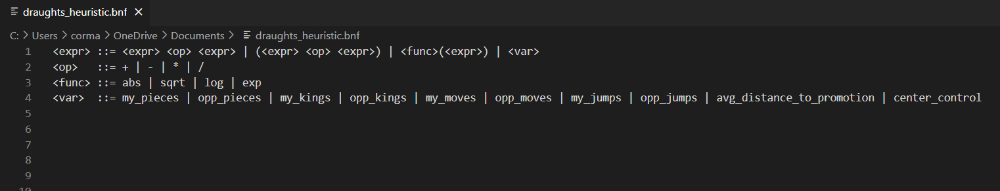 draughts_heuristic.bnf ×
C: > Users > corma > OneDrive > Documents > draughts_heuristic.bnf
1 <expr> ::= <expr> <op> <expr> | (<expr> <op> <expr>) | <func>(<expr>) | <var>
2 <op>   ::= + | - | * | /
3 <func> ::= abs | sqrt | log | exp
4 <var>  ::= my_pieces | opp_pieces | my_kings | opp_kings | my_moves | opp_moves | my_jumps | opp_jumps | avg_distance_to_promotion | center_control
5
6
7
8
9
10